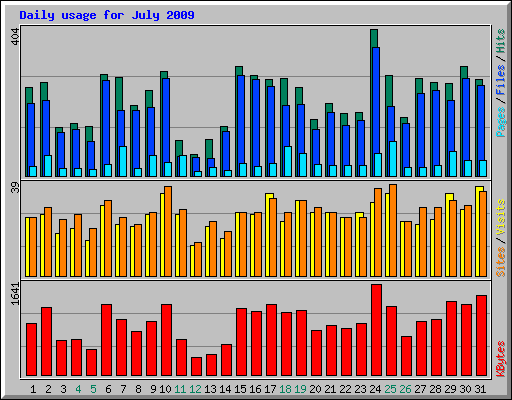 Daily usage for July 2009
404
Pages / Files / Hits
39
Sites / Visits
1641
KBytes
1 2 3 4 5 6 7 8 9 10 11 12 13 14 15 16 17 18 19 20 21 22 23 24 25 26 27 28 29 30 31